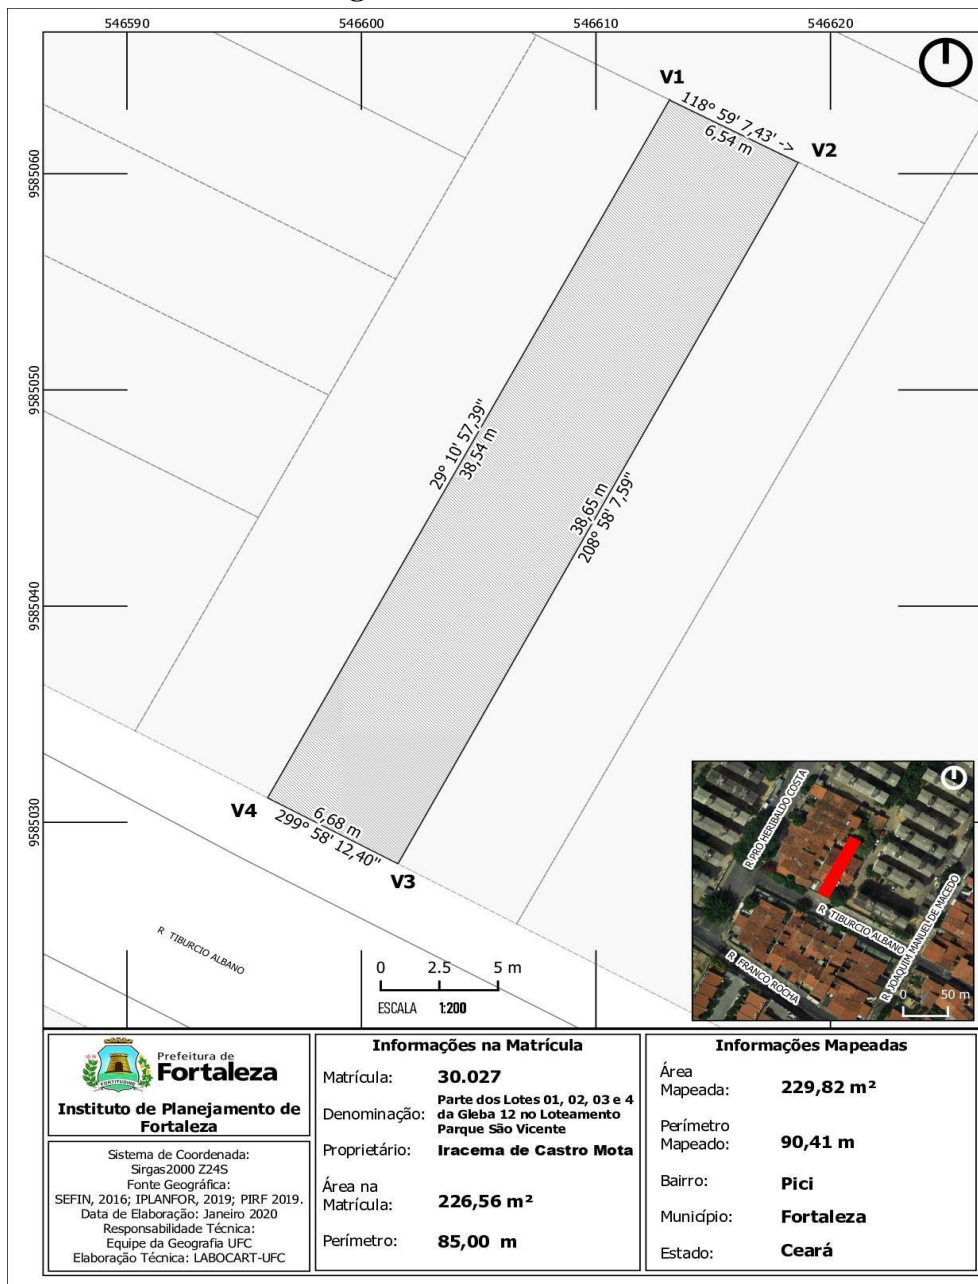 546590
546600
546610
546620
9585060
9585050
9585040
9585030
V1
118° 59' 7,43' ->
6,54 m
V2
29° 10' 57,39"
38,54 m
38,65 m
208° 58' 7,59"
V4
6,68 m
299° 58' 12,40"
V3
R TIBURCIO ALBANO
0 2.5 5 m
ESCALA 1:200
R PRO HERIBALDO COSTA
R TIBURCIO ALBANO
R JOAQUIM MANUEL DE MACEDO
R FRANCO ROCHA
0 50 m
FORTITUDINE
Prefeitura de
Fortaleza
Instituto de Planejamento de
Fortaleza
Sistema de Coordenada:
Sirgas2000 Z24S
Fonte Geográfica:
SEFIN, 2016; IPLANFOR, 2019; PIRF 2019.
Data de Elaboração: Janeiro 2020
Responsabilidade Técnica:
Equipe da Geografia UFC
Elaboração Técnica: LABOCART-UFC
Informações na Matrícula
Matrícula: 30.027
Denominação: Parte dos Lotes 01, 02, 03 e 4
da Gleba 12 no Loteamento
Parque São Vicente
Proprietário: Iracema de Castro Mota
Área na
Matrícula: 226,56 m²
Perímetro: 85,00 m
Informações Mapeadas
Área
Mapeada: 229,82 m²
Perímetro
Mapeado: 90,41 m
Bairro: Pici
Município: Fortaleza
Estado: Ceará